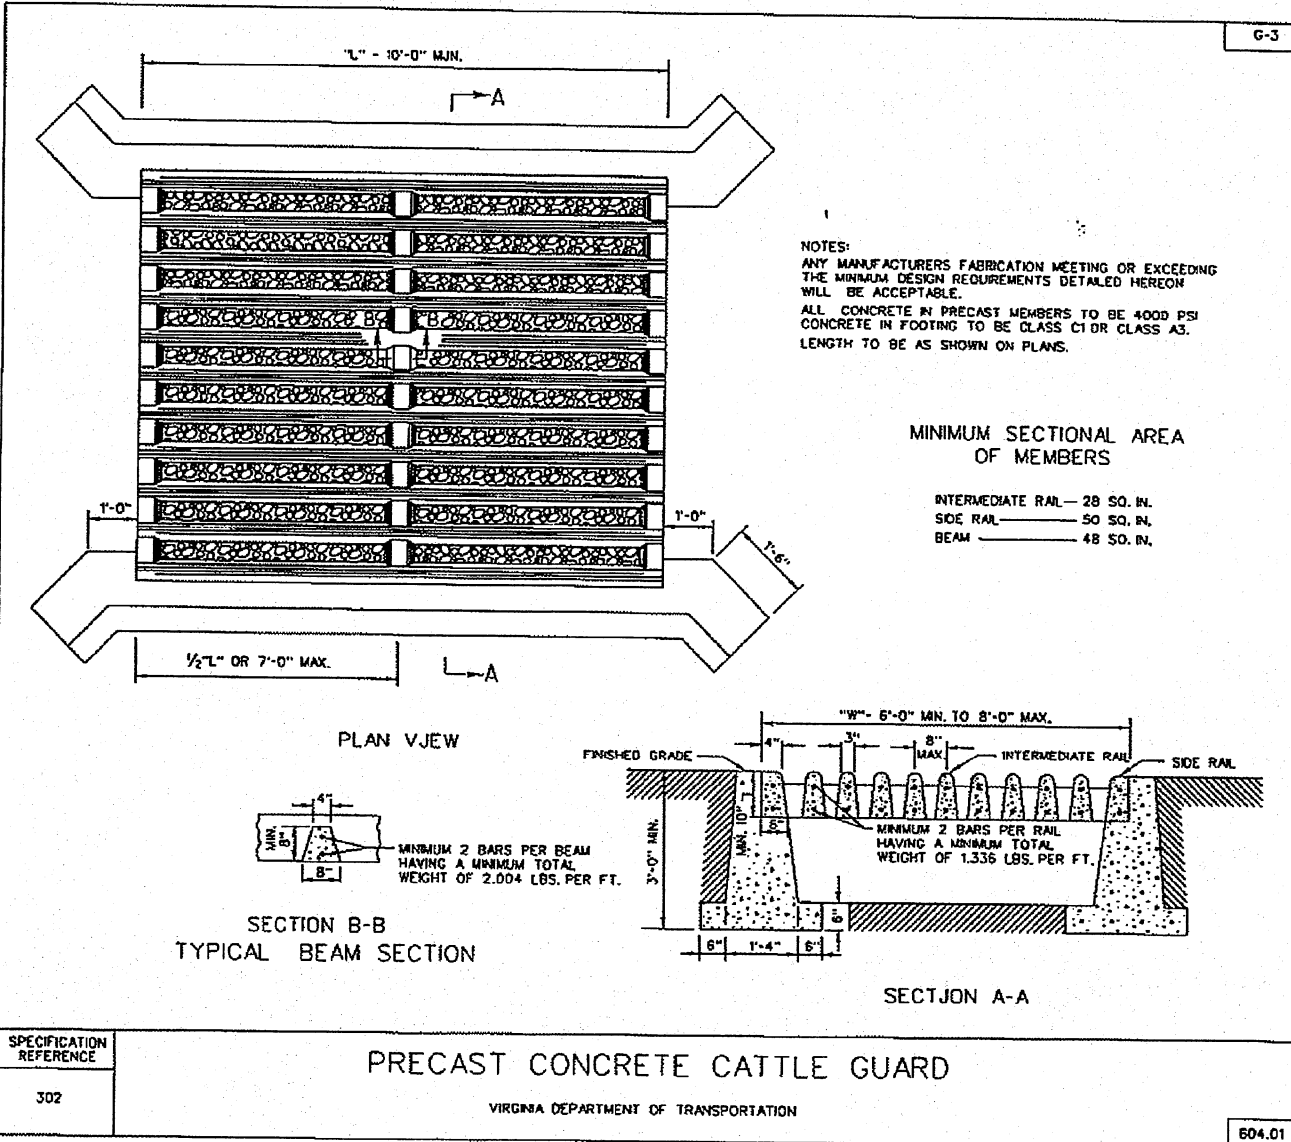 G-3
"L" - 10'-0" MIN.
A
NOTES:
ANY MANUFACTURERS FABRICATION MEETING OR EXCEEDING
THE MINIMUM DESIGN REQUIREMENTS DETAILED HEREON
WILL BE ACCEPTABLE.
ALL CONCRETE IN PRECAST MEMBERS TO BE 4000 PSI
CONCRETE IN FOOTING TO BE CLASS C1 OR CLASS A3.
LENGTH TO BE AS SHOWN ON PLANS.
B B
MINIMUM SECTIONAL AREA
OF MEMBERS
INTERMEDIATE RAIL — 28 SQ. IN.
SIDE RAIL — 50 SQ. IN.
BEAM — 48 SQ. IN.
1'-0"
1'-0"
1'-6"
½"L" OR 7'-0" MAX.
A
PLAN VIEW
"W"- 6'-0" MIN. TO 8'-0" MAX.
FINISHED GRADE
4"
3"
8"
MAX
INTERMEDIATE RAIL
SIDE RAIL
MIN. 10"
3'-0" MIN.
MINIMUM 2 BARS PER RAIL
HAVING A MINIMUM TOTAL
WEIGHT OF 1.336 LBS. PER FT.
6"
6"
1'-4"
6"
SECTION A-A
4"
MIN.
8"
8"
MINIMUM 2 BARS PER BEAM
HAVING A MINIMUM TOTAL
WEIGHT OF 2.004 LBS. PER FT.
SECTION B-B
TYPICAL BEAM SECTION
SPECIFICATION
REFERENCE
302
PRECAST CONCRETE CATTLE GUARD
VIRGINIA DEPARTMENT OF TRANSPORTATION
604.01